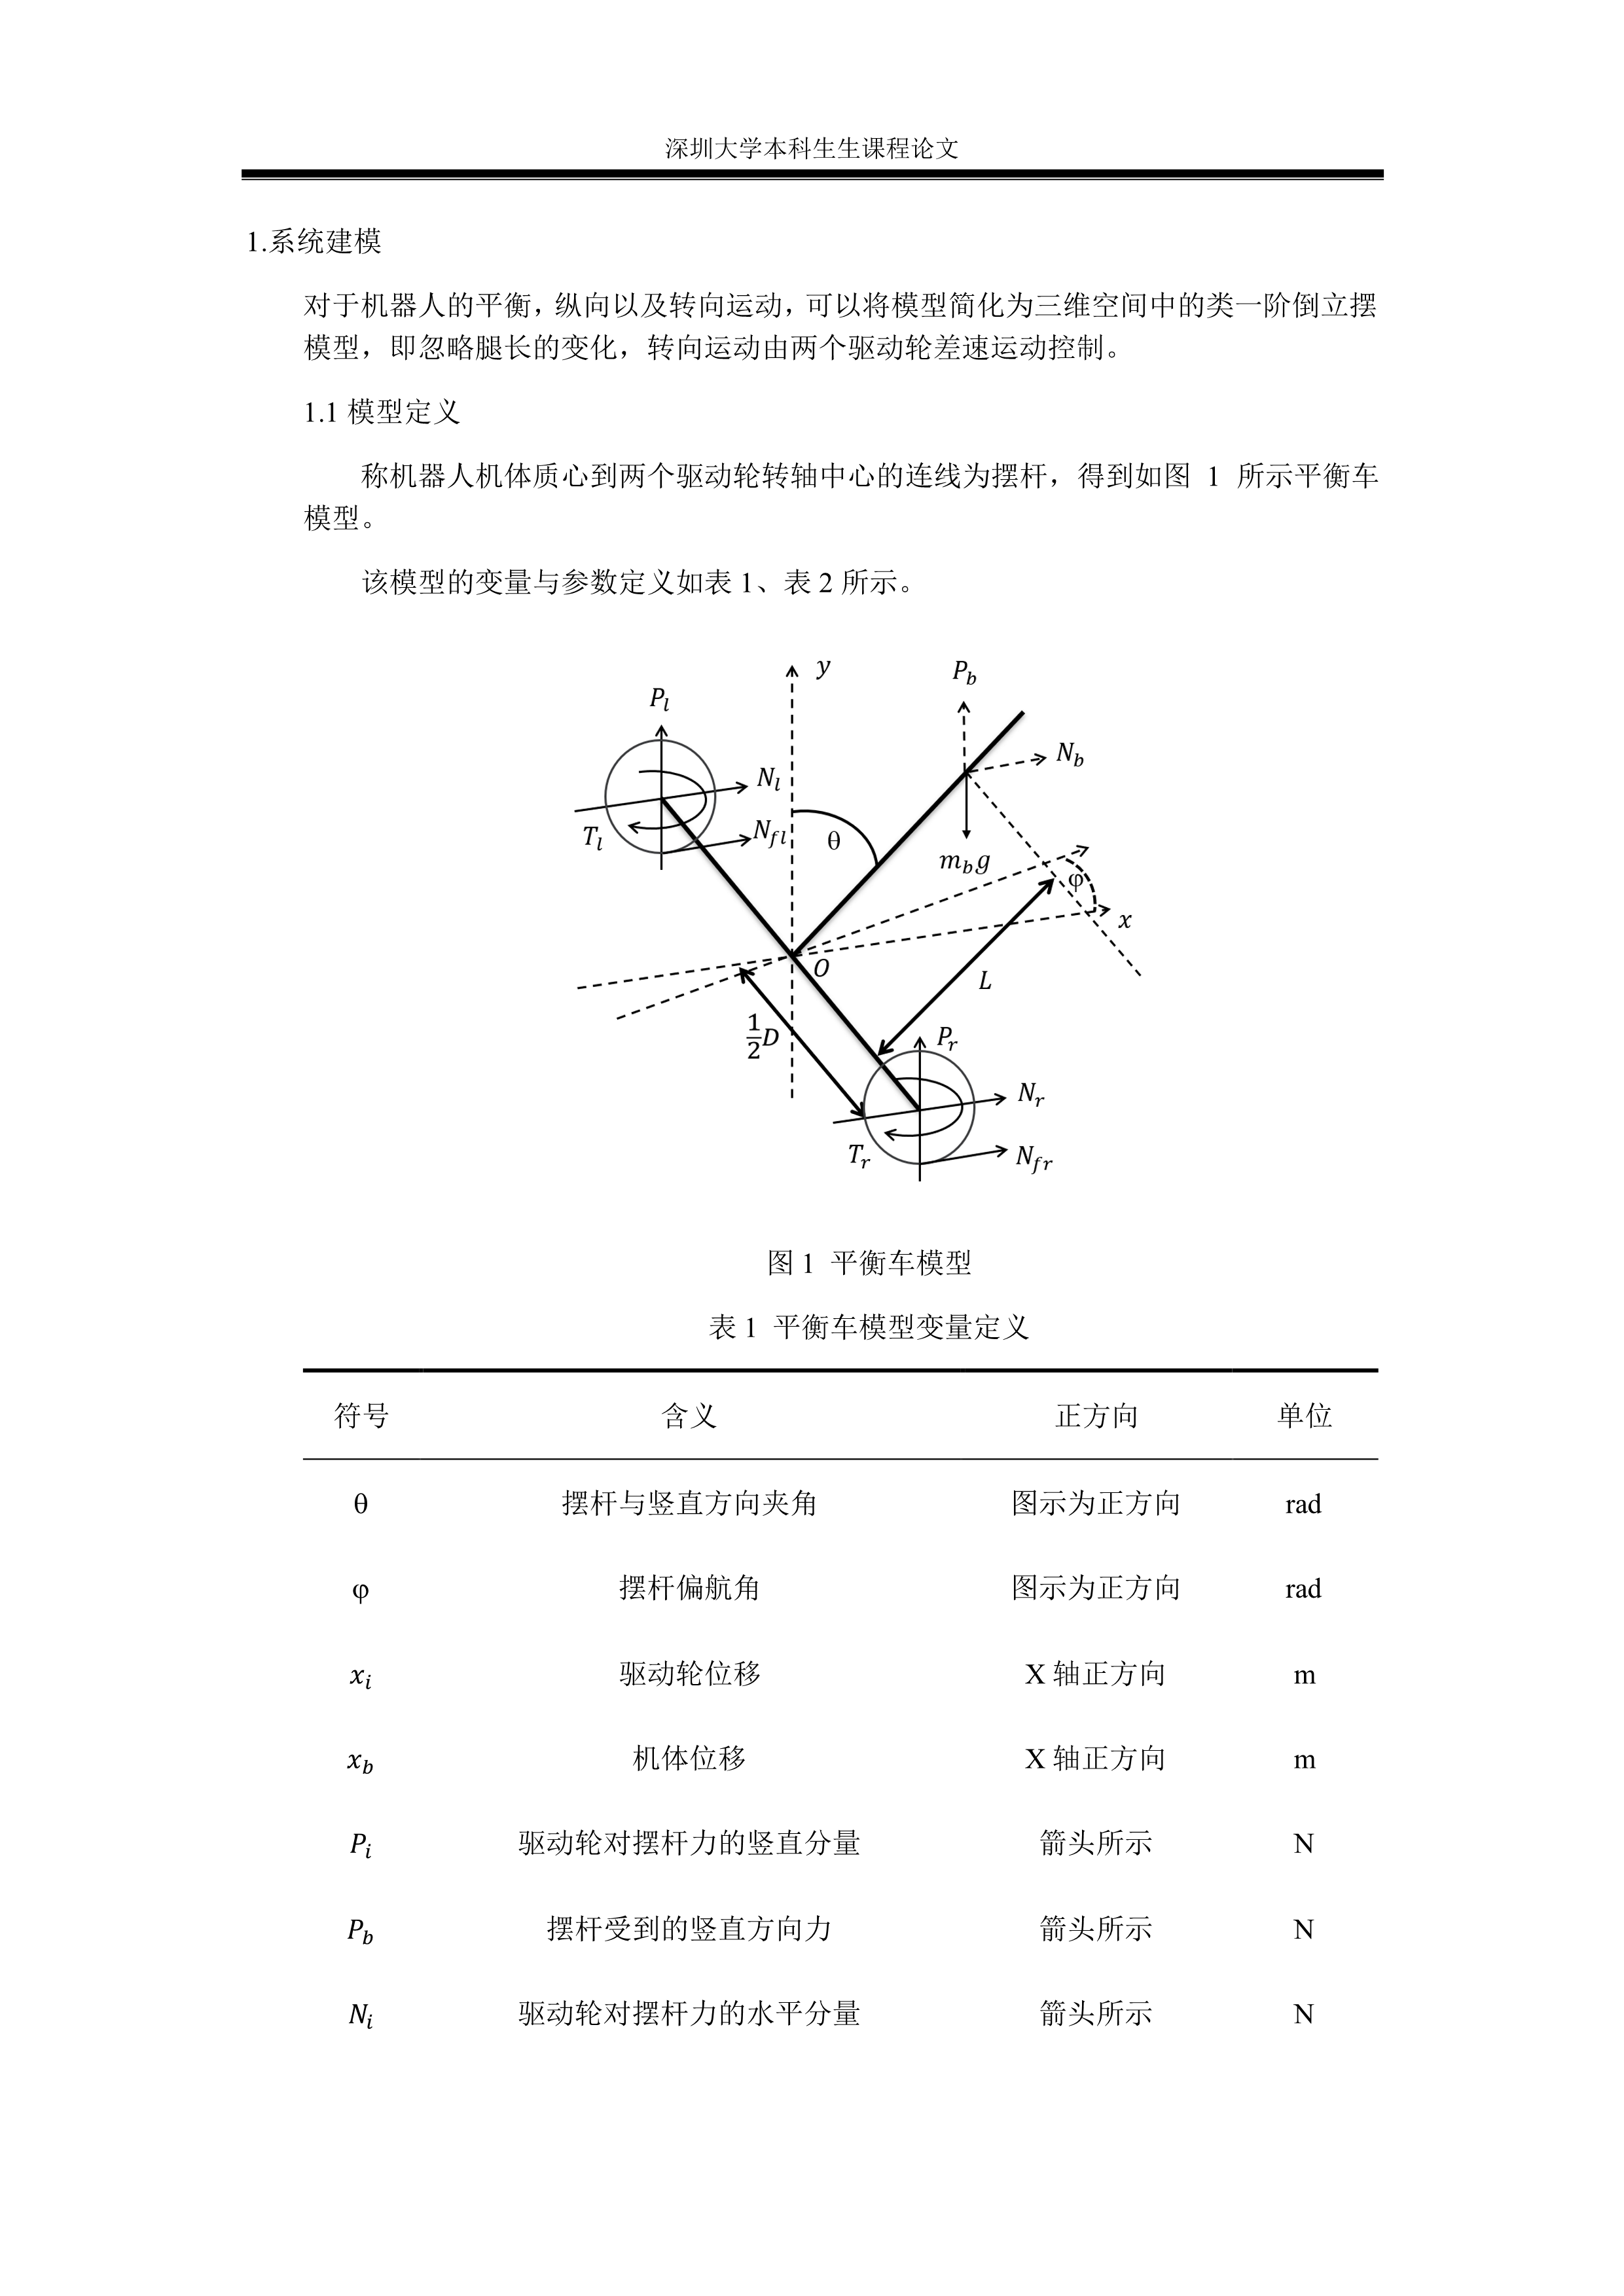 深圳大学本科生生课程论文
1.系统建模
对于机器人的平衡，纵向以及转向运动，可以将模型简化为三维空间中的类一阶倒立摆
模型，即忽略腿长的变化，转向运动由两个驱动轮差速运动控制。
1.1 模型定义
称机器人机体质心到两个驱动轮转轴中心的连线为摆杆，得到如图 1 所示平衡车
模型。
该模型的变量与参数定义如表 1、表 2 所示。
y
P_b
P_l
N_b
N_l
N_{fl}
T_l
θ
m_b g
φ
x
O
L
1/2 D
P_r
N_r
T_r
N_{fr}
图 1 平衡车模型
表 1 平衡车模型变量定义
符号 含义 正方向 单位
θ 摆杆与竖直方向夹角 图示为正方向 rad
φ 摆杆偏航角 图示为正方向 rad
x_i 驱动轮位移 X 轴正方向 m
x_b 机体位移 X 轴正方向 m
P_i 驱动轮对摆杆力的竖直分量 箭头所示 N
P_b 摆杆受到的竖直方向力 箭头所示 N
N_i 驱动轮对摆杆力的水平分量 箭头所示 N